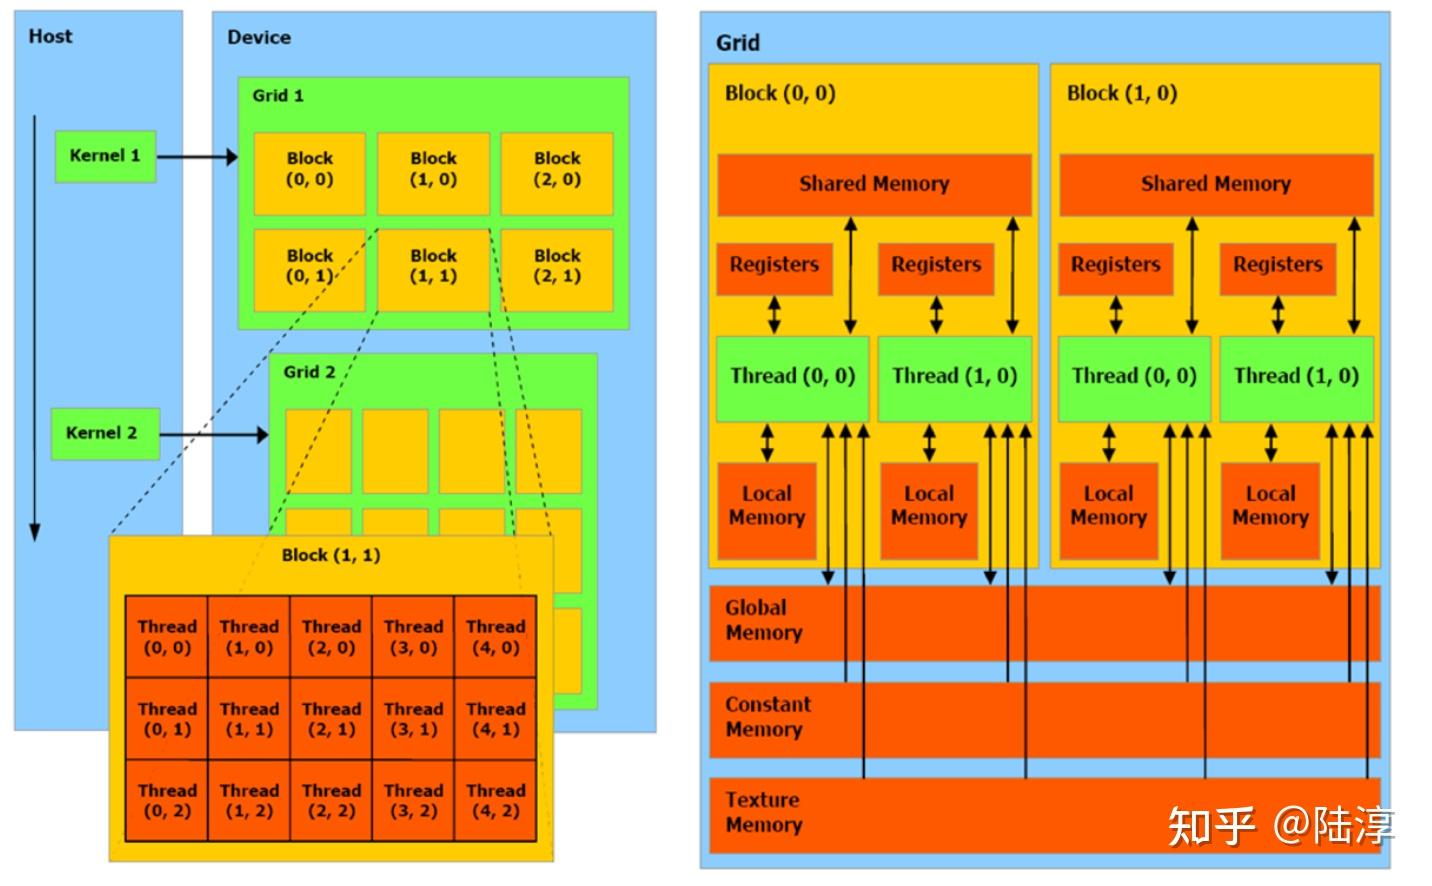 Host
Device
Grid 1
Kernel 1
Block
(0, 0)
Block
(1, 0)
Block
(2, 0)
Block
(0, 1)
Block
(1, 1)
Block
(2, 1)
Grid 2
Kernel 2
Block (1, 1)
Thread
(0, 0)
Thread
(1, 0)
Thread
(2, 0)
Thread
(3, 0)
Thread
(4, 0)
Thread
(0, 1)
Thread
(1, 1)
Thread
(2, 1)
Thread
(3, 1)
Thread
(4, 1)
Thread
(0, 2)
Thread
(1, 2)
Thread
(2, 2)
Thread
(3, 2)
Thread
(4, 2)
Grid
Block (0, 0)
Shared Memory
Registers
Registers
Thread (0, 0)
Thread (1, 0)
Local
Memory
Local
Memory
Block (1, 0)
Shared Memory
Registers
Registers
Thread (0, 0)
Thread (1, 0)
Local
Memory
Local
Memory
Global
Memory
Constant
Memory
Texture
Memory
知乎 @陆淳